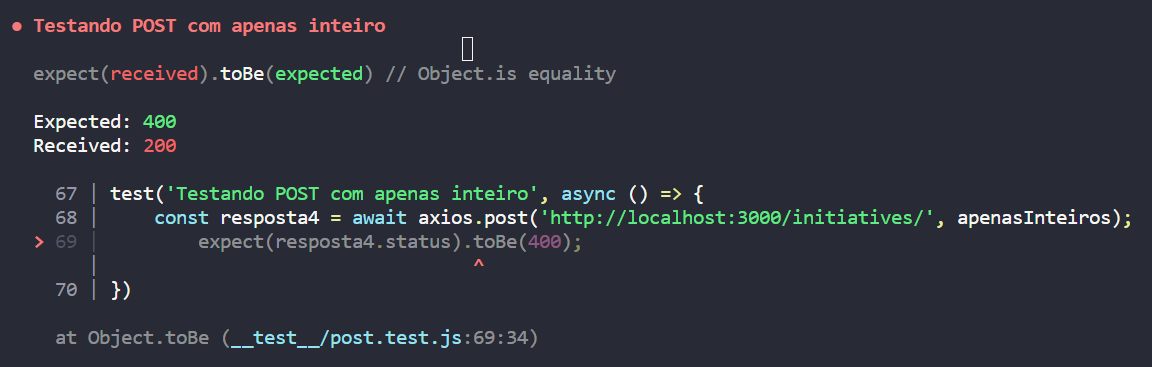 ● Testando POST com apenas inteiro
expect(received).toBe(expected) // Object.is equality
Expected: 400
Received: 200
67 | test('Testando POST com apenas inteiro', async () => {
68 |     const resposta4 = await axios.post('http://localhost:3000/initiatives/', apenasInteiros);
> 69 |         expect(resposta4.status).toBe(400);
|                                   ^
70 | })
at Object.toBe (__test__/post.test.js:69:34)